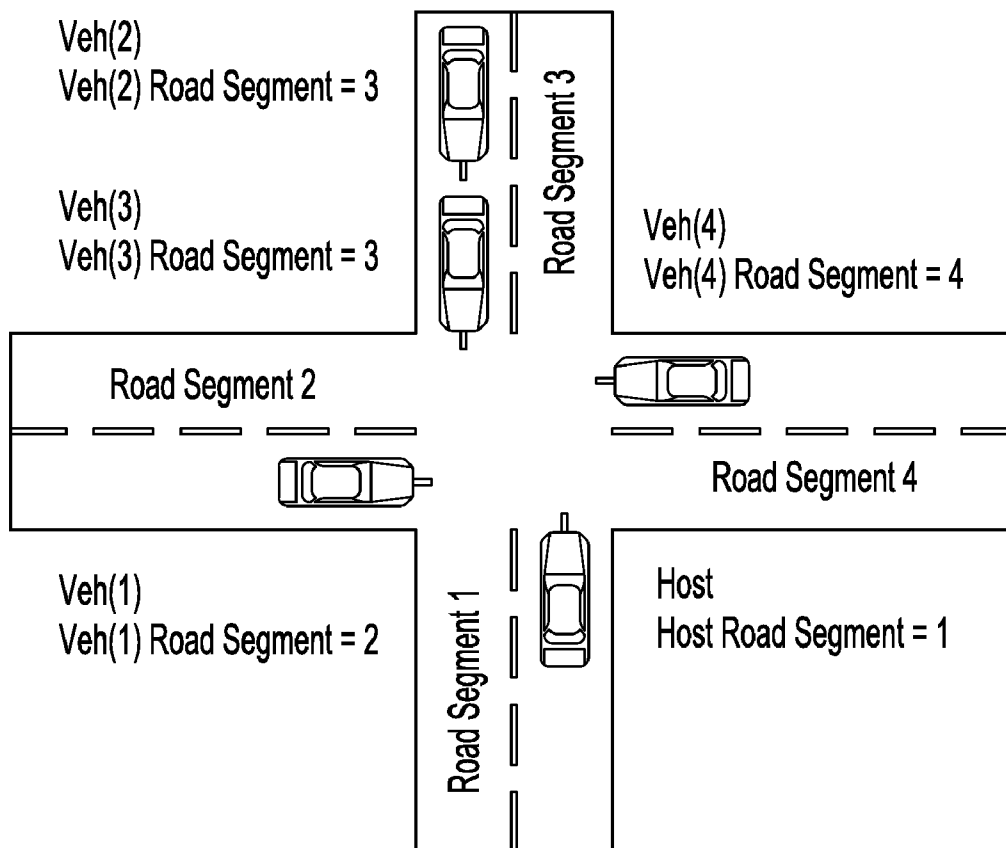 Veh(2)
Veh(2) Road Segment = 3
Veh(3)
Veh(3) Road Segment = 3
Road Segment 3
Veh(4)
Veh(4) Road Segment = 4
Road Segment 2
Road Segment 4
Veh(1)
Veh(1) Road Segment = 2
Road Segment 1
Host
Host Road Segment = 1